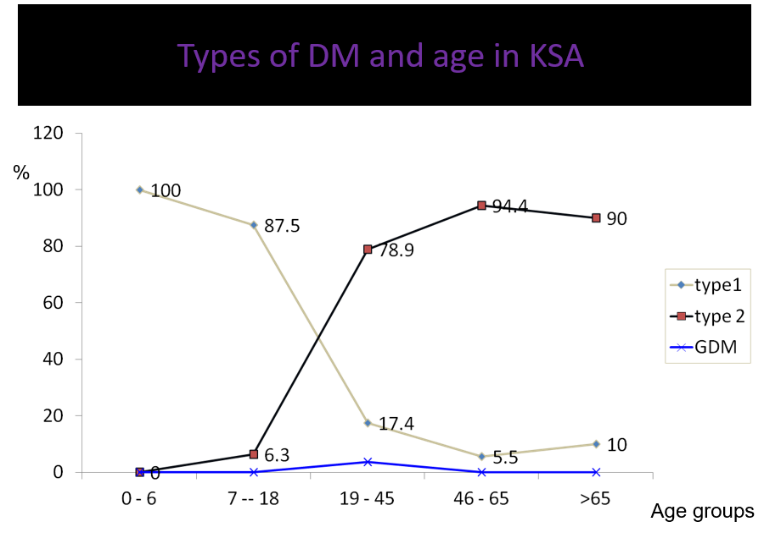 Types of DM and age in KSA
120
%
100
100
87.5
94.4
90
80
78.9
type1
type 2
GDM
60
40
20
17.4
6.3
5.5
10
0
0
0 - 6
7 -- 18
19 - 45
46 - 65
>65
Age groups